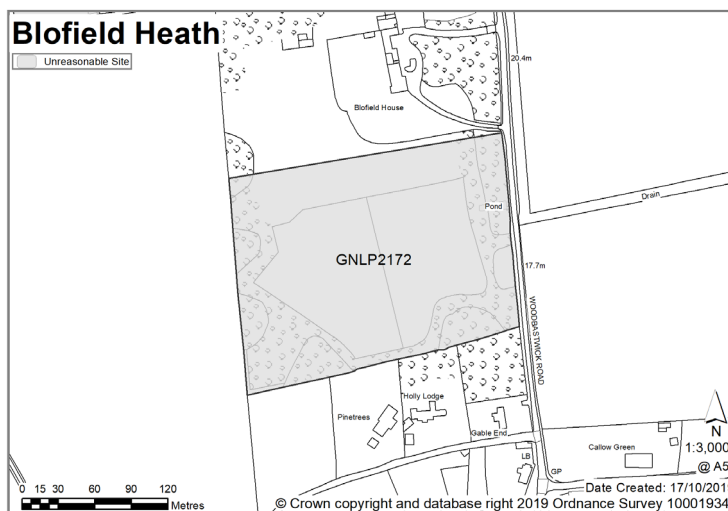 Blofield Heath
Unreasonable Site
20.4m
Blofield House
Drain
Pond
GNLP2172
17.7m
WOODBASTWICK ROAD
Holly Lodge
Pinetrees
Gable End
Callow Green
LB
GP
N
1:3,000
@ A5
0 15 30 60 90 120
Metres
Date Created: 17/10/201
© Crown copyright and database right 2019 Ordnance Survey 10001934